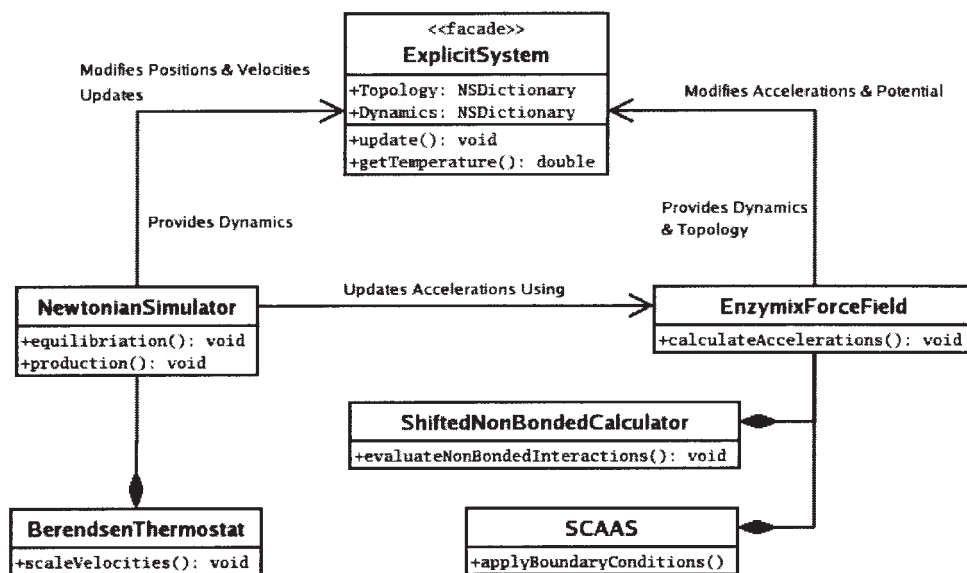 <<facade>>
ExplicitSystem
+Topology: NSDictionary
+Dynamics: NSDictionary
+update(): void
+getTemperature(): double
Modifies Positions & Velocities
Updates
Modifies Accelerations & Potential
Provides Dynamics
Provides Dynamics
& Topology
NewtonianSimulator
+equilibriation(): void
+production(): void
Updates Accelerations Using
EnzymixForceField
+calculateAccelerations(): void
ShiftedNonBondedCalculator
+evaluateNonBondedInteractions(): void
BerendsenThermostat
+scaleVelocities(): void
SCAAS
+applyBoundaryConditions()